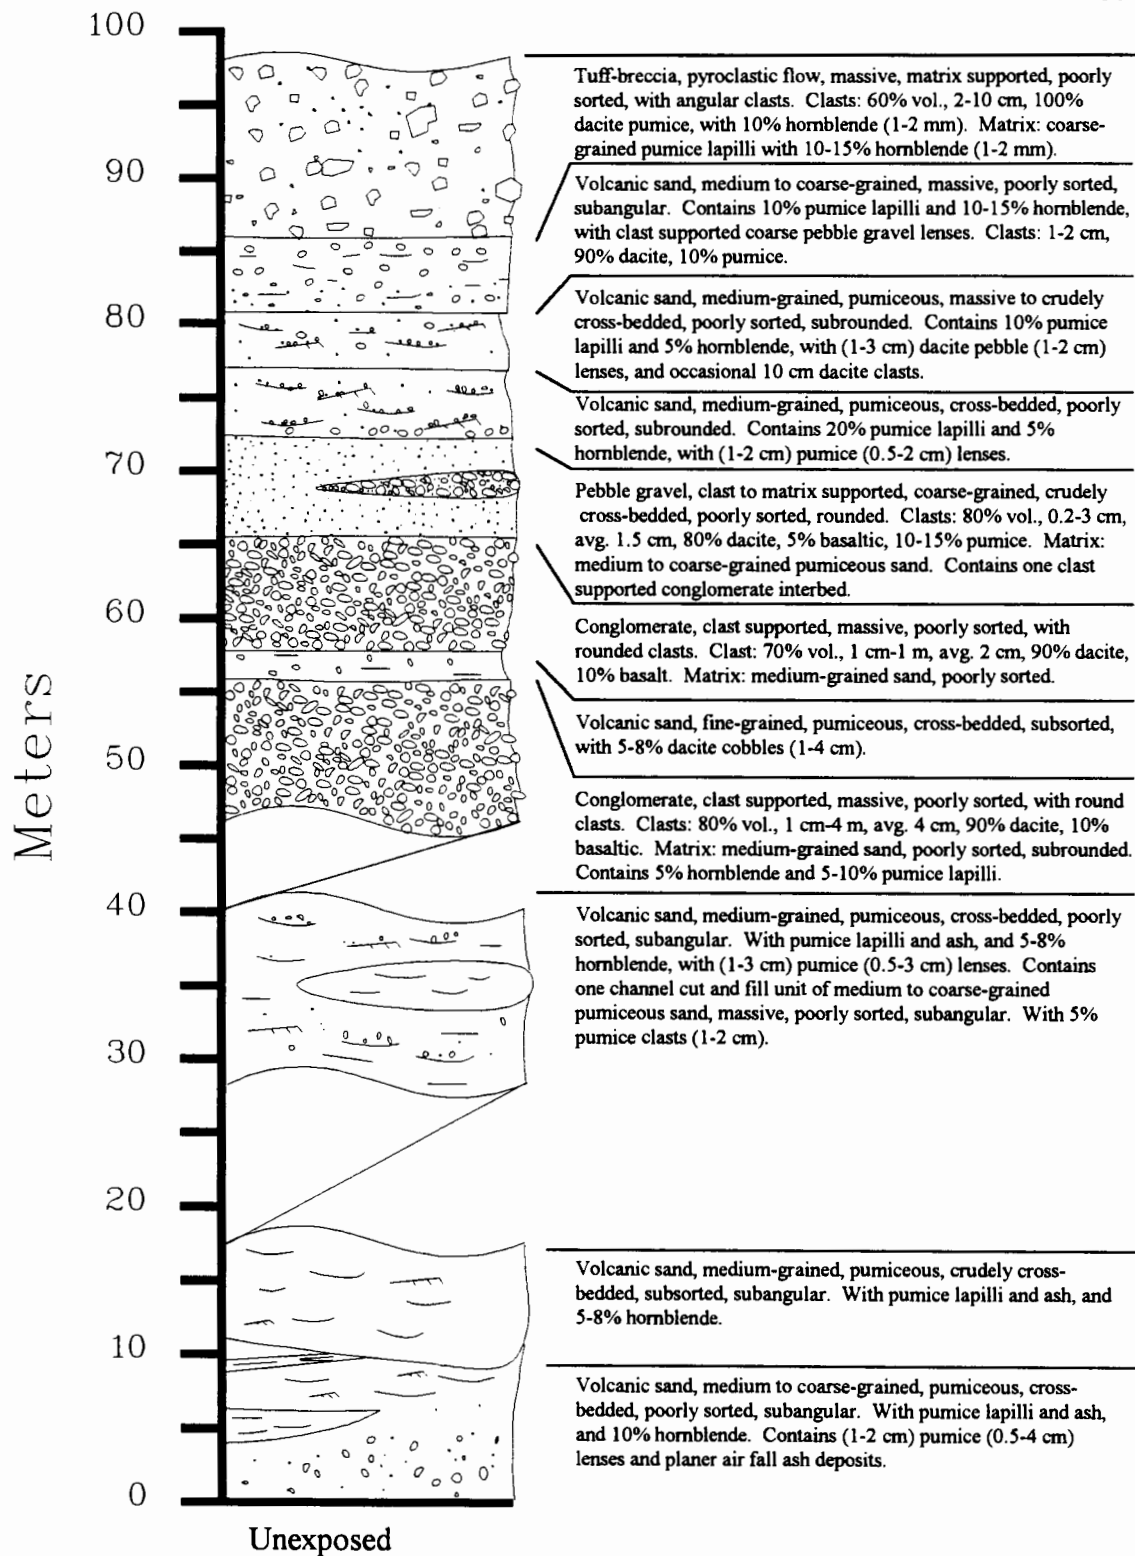 100
Tuff-breccia, pyroclastic flow, massive, matrix supported, poorly
sorted, with angular clasts. Clasts: 60% vol., 2-10 cm, 100%
dacite pumice, with 10% hornblende (1-2 mm). Matrix: coarse-
grained pumice lapilli with 10-15% hornblende (1-2 mm).
90
Volcanic sand, medium to coarse-grained, massive, poorly sorted,
subangular. Contains 10% pumice lapilli and 10-15% hornblende,
with clast supported coarse pebble gravel lenses. Clasts: 1-2 cm,
90% dacite, 10% pumice.
80
Volcanic sand, medium-grained, pumiceous, massive to crudely
cross-bedded, poorly sorted, subrounded. Contains 10% pumice
lapilli and 5% hornblende, with (1-3 cm) dacite pebble (1-2 cm)
lenses, and occasional 10 cm dacite clasts.
Volcanic sand, medium-grained, pumiceous, cross-bedded, poorly
sorted, subrounded. Contains 20% pumice lapilli and 5%
hornblende, with (1-2 cm) pumice (0.5-2 cm) lenses.
70
Pebble gravel, clast to matrix supported, coarse-grained, crudely
cross-bedded, poorly sorted, rounded. Clasts: 80% vol., 0.2-3 cm,
avg. 1.5 cm, 80% dacite, 5% basaltic, 10-15% pumice. Matrix:
medium to coarse-grained pumiceous sand. Contains one clast
supported conglomerate interbed.
60
Conglomerate, clast supported, massive, poorly sorted, with
rounded clasts. Clast: 70% vol., 1 cm-1 m, avg. 2 cm, 90% dacite,
10% basalt. Matrix: medium-grained sand, poorly sorted.
Volcanic sand, fine-grained, pumiceous, cross-bedded, subsorted,
with 5-8% dacite cobbles (1-4 cm).
50
Meters
Conglomerate, clast supported, massive, poorly sorted, with round
clasts. Clasts: 80% vol., 1 cm-4 m, avg. 4 cm, 90% dacite, 10%
basaltic. Matrix: medium-grained sand, poorly sorted, subrounded.
Contains 5% hornblende and 5-10% pumice lapilli.
40
Volcanic sand, medium-grained, pumiceous, cross-bedded, poorly
sorted, subangular. With pumice lapilli and ash, and 5-8%
hornblende, with (1-3 cm) pumice (0.5-3 cm) lenses. Contains
one channel cut and fill unit of medium to coarse-grained
pumiceous sand, massive, poorly sorted, subangular. With 5%
pumice clasts (1-2 cm).
30
20
Volcanic sand, medium-grained, pumiceous, crudely cross-
bedded, subsorted, subangular. With pumice lapilli and ash, and
5-8% hornblende.
10
Volcanic sand, medium to coarse-grained, pumiceous, cross-
bedded, poorly sorted, subangular. With pumice lapilli and ash,
and 10% hornblende. Contains (1-2 cm) pumice (0.5-4 cm)
lenses and planer air fall ash deposits.
0
Unexposed